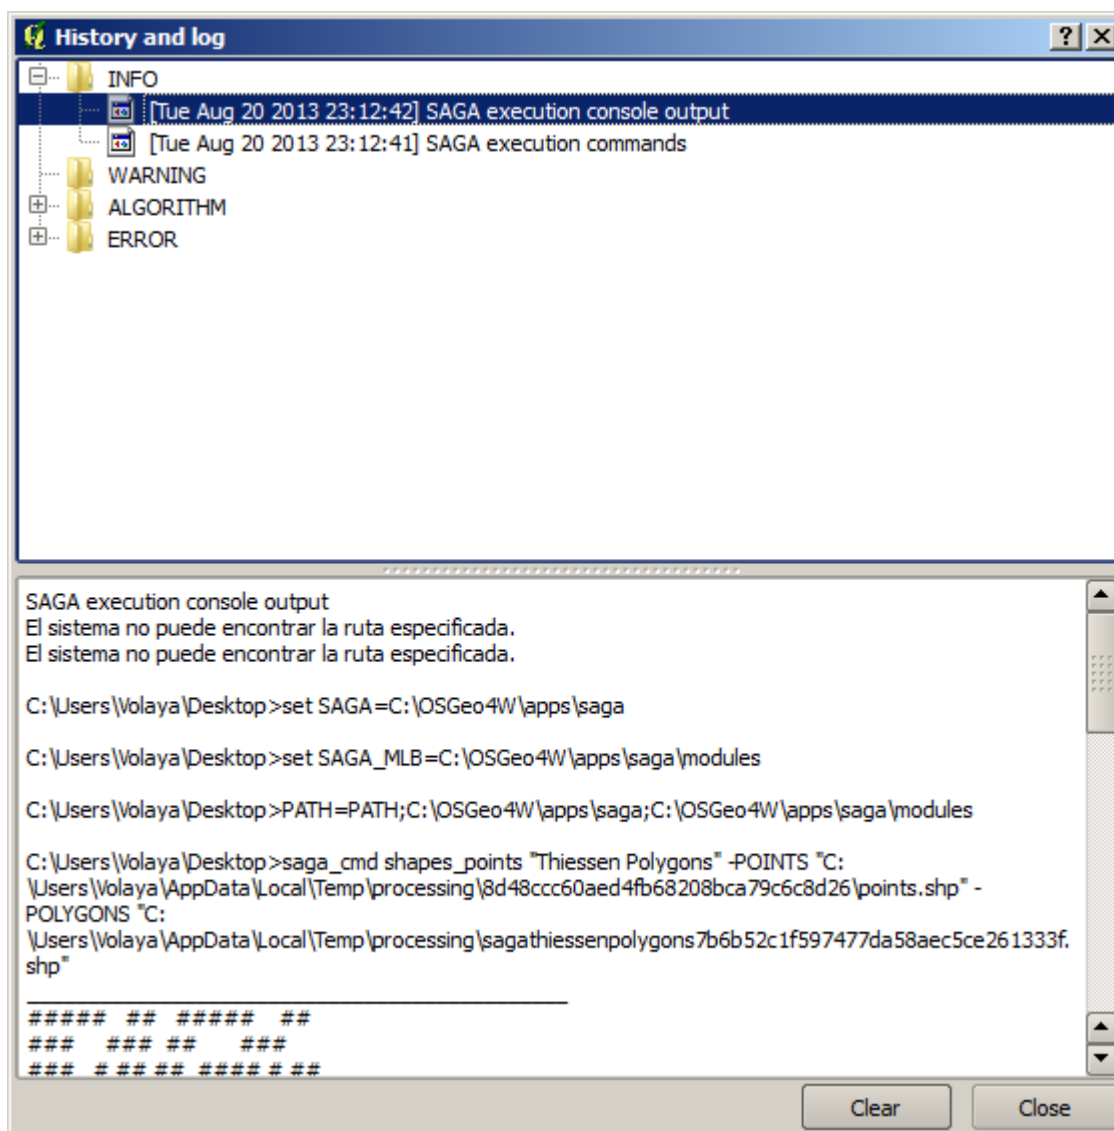 History and log
INFO
[Tue Aug 20 2013 23:12:42] SAGA execution console output
[Tue Aug 20 2013 23:12:41] SAGA execution commands
WARNING
ALGORITHM
ERROR
SAGA execution console output
El sistema no puede encontrar la ruta especificada.
El sistema no puede encontrar la ruta especificada.
C:\Users\Volaya\Desktop>set SAGA=C:\OSGeo4W\apps\saga
C:\Users\Volaya\Desktop>set SAGA_MLB=C:\OSGeo4W\apps\saga\modules
C:\Users\Volaya\Desktop>PATH=PATH;C:\OSGeo4W\apps\saga;C:\OSGeo4W\apps\saga\modules
C:\Users\Volaya\Desktop>saga_cmd shapes_points "Thiessen Polygons" -POINTS "C:
\Users\Volaya\AppData\Local\Temp\processing\8d48ccc60aed4fb68208bca79c6c8d26\points.shp" -
POLYGONS "C:
\Users\Volaya\AppData\Local\Temp\processing\sagathiessenpolygons7b6b52c1f597477da58aec5ce261333f.
shp"
_____________________________________________
##### ## ##### ##
### ### ## ###
### # ## ## #### # ##
Clear
Close